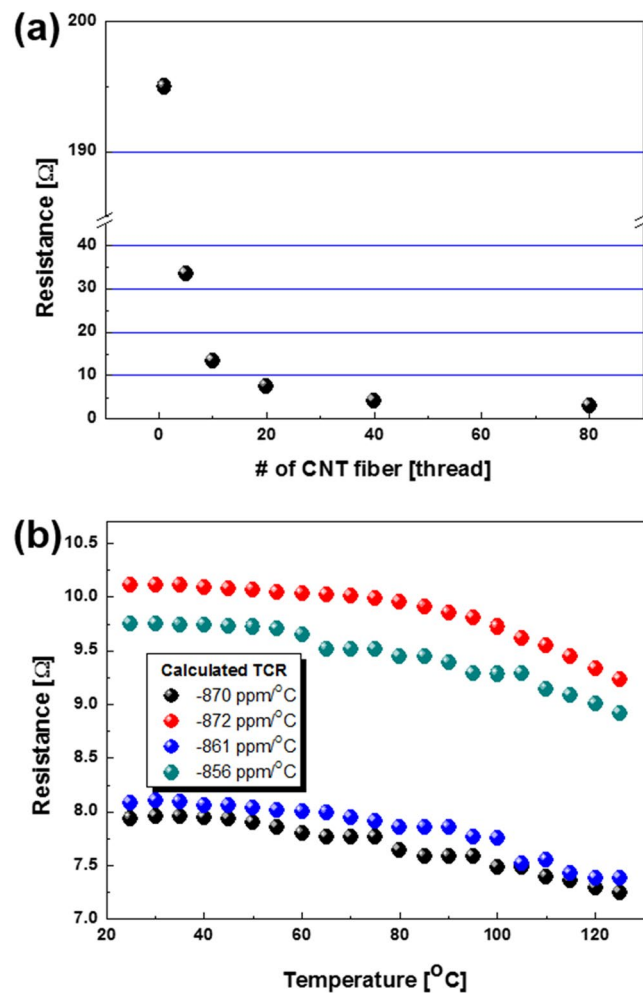 (a)
200
190
40
30
20
10
0
Resistance [Ω]
0 20 40 60 80
# of CNT fiber [thread]
(b)
10.5
10.0
9.5
9.0
8.5
8.0
7.5
7.0
Resistance [Ω]
Calculated TCR
-870 ppm/°C
-872 ppm/°C
-861 ppm/°C
-856 ppm/°C
20 40 60 80 100 120
Temperature [°C]